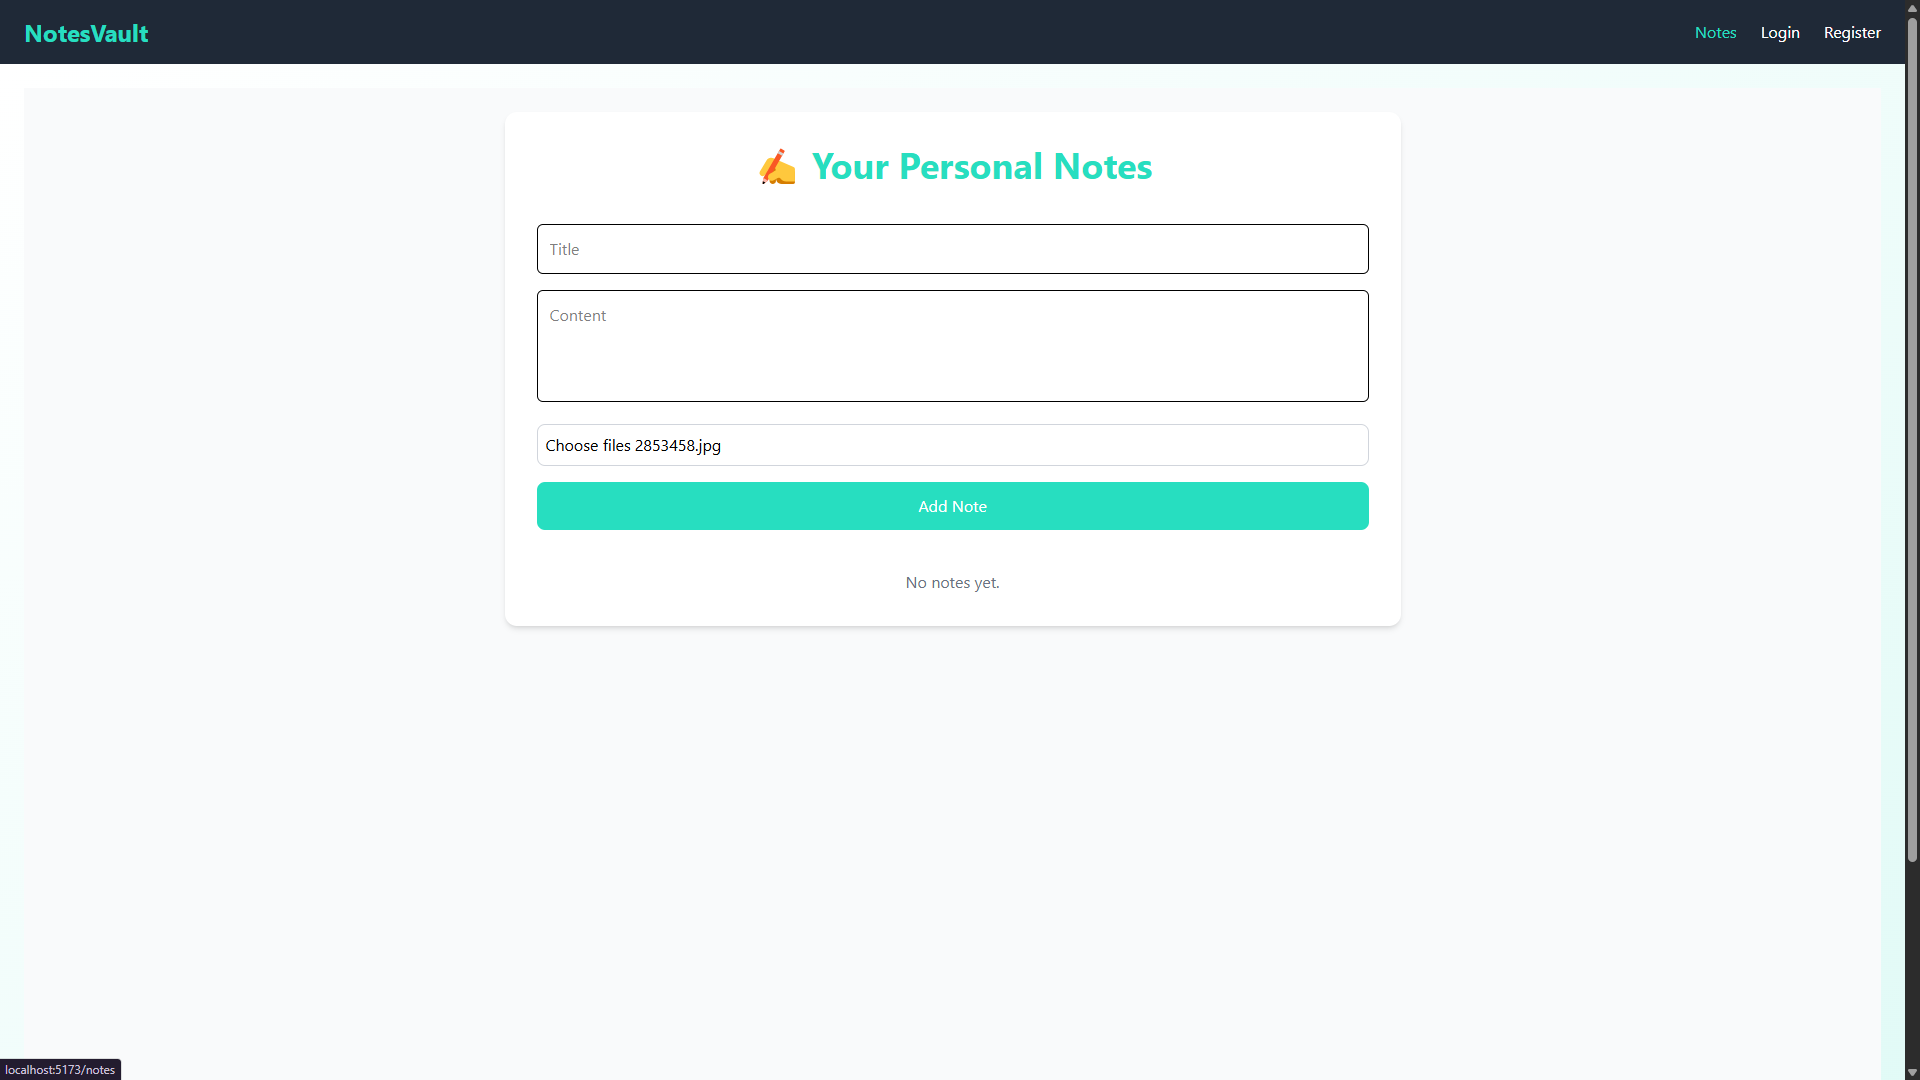 NotesVault
Notes Login Register
✍️ Your Personal Notes
Title
Content
Choose files 2853458.jpg
Add Note
No notes yet.
localhost:5173/notes